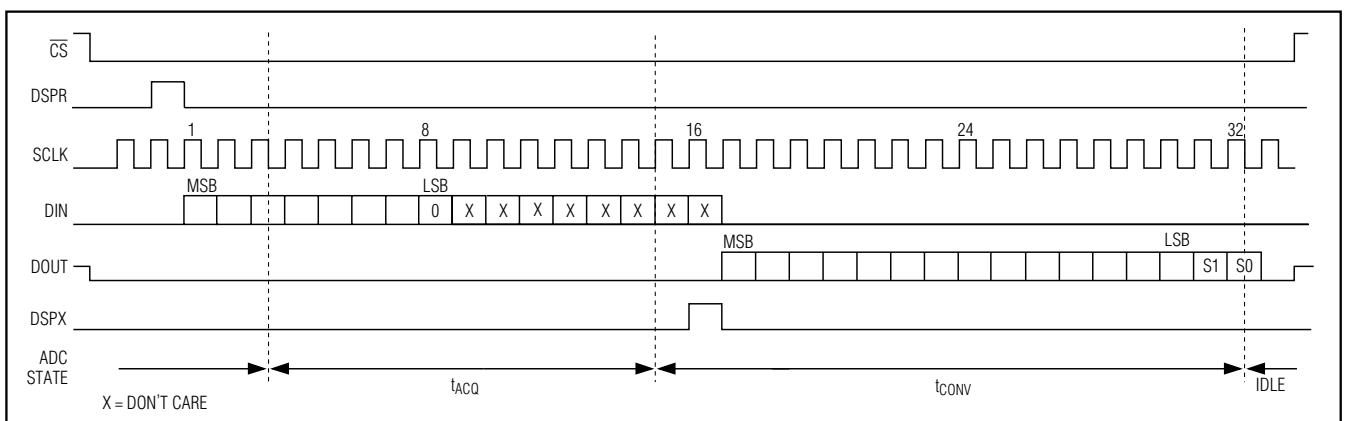 CS
DSPR
1 8 16 24 32
SCLK
MSB LSB
DIN 0 X X X X X X X X
MSB LSB
DOUT S1 S0
DSPX
ADC
STATE
tACQ tCONV IDLE
X = DON'T CARE